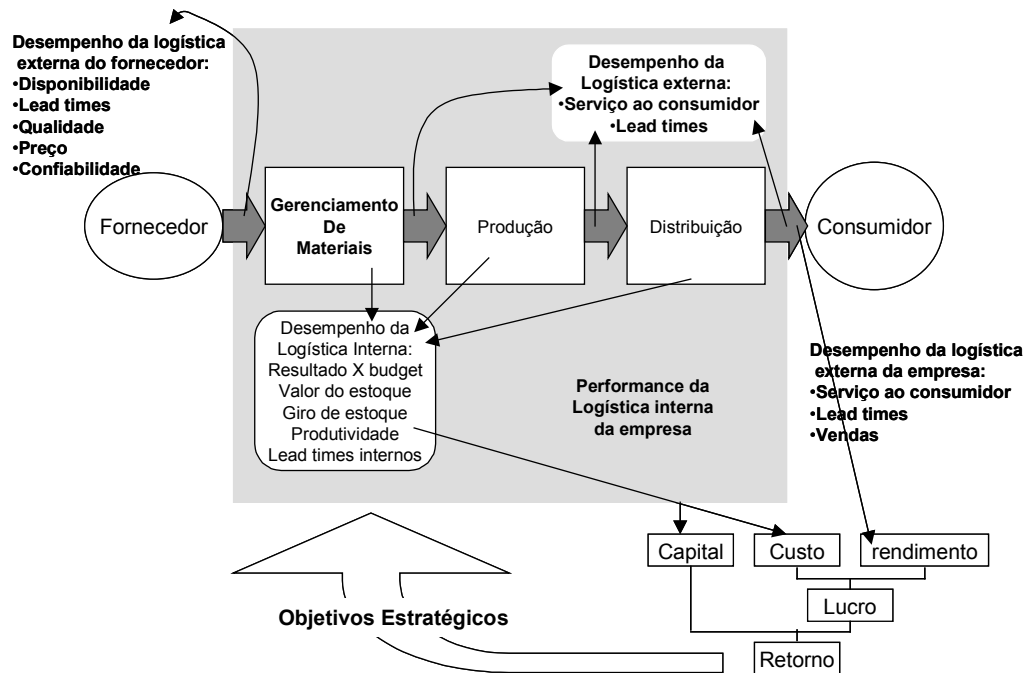 Desempenho da logística
externa do fornecedor:
•Disponibilidade
•Lead times
•Qualidade
•Preço
•Confiabilidade
Desempenho da
Logística externa:
•Serviço ao consumidor
•Lead times
Fornecedor
Gerenciamento
De
Materiais
Produção
Distribuição
Consumidor
Desempenho da
Logística Interna:
Resultado X budget
Valor do estoque
Giro de estoque
Produtividade
Lead times internos
Performance da
Logística interna
da empresa
Desempenho da logística
externa da empresa:
•Serviço ao consumidor
•Lead times
•Vendas
Capital
Custo
rendimento
Lucro
Retorno
Objetivos Estratégicos